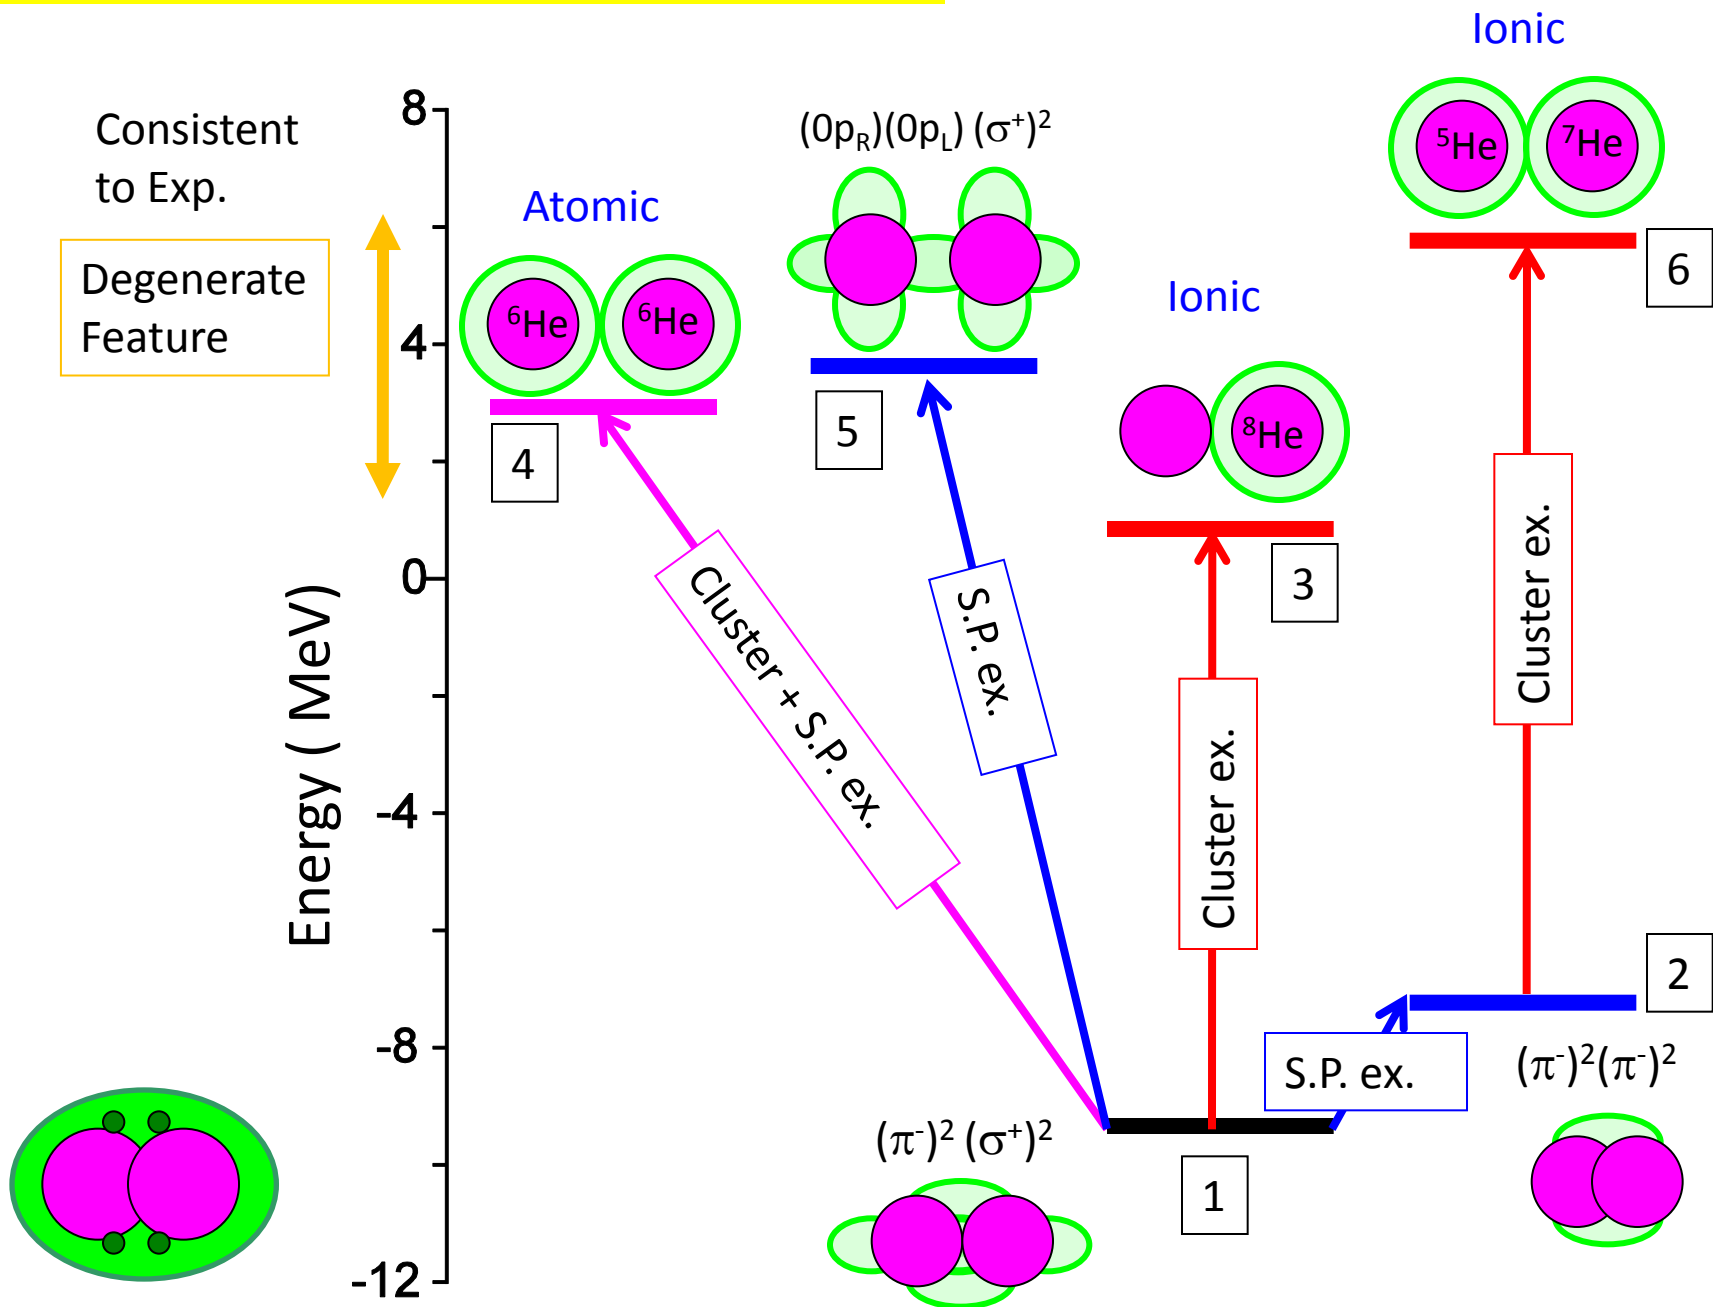 Ionic
Consistent
to Exp.
8
(0p_R)(0p_L) (σ⁺)²
⁵He
⁷He
Atomic
Degenerate
Feature
Ionic
6
⁶He
⁶He
4
⁸He
4
5
3
0
Cluster + S.P. ex.
S.P. ex.
Cluster ex.
Cluster ex.
Energy ( MeV)
-4
2
-8
S.P. ex.
(π⁻)²(π⁻)²
(π⁻)² (σ⁺)²
1
-12